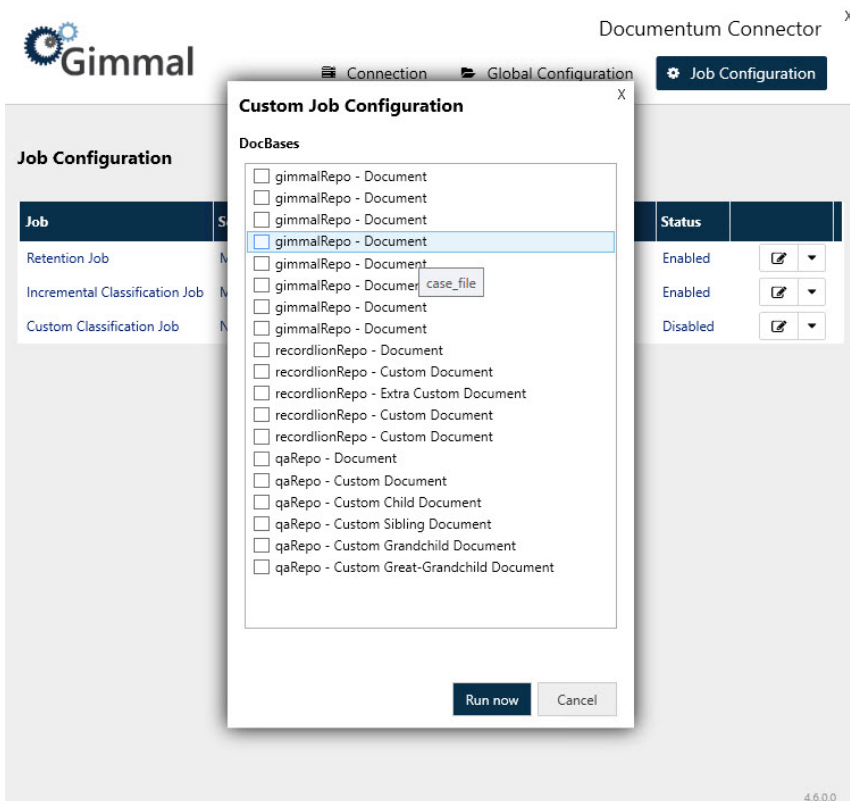 X
Documentum Connector
Gimmal
Connection
Global Configuration
Job Configuration
Custom Job Configuration
X
DocBases
Job Configuration
gimmalRepo - Document
gimmalRepo - Document
gimmalRepo - Document
gimmalRepo - Document
gimmalRepo - Document
gimmalRepo - Documen
case_file
gimmalRepo - Document
gimmalRepo - Document
recordlionRepo - Document
recordlionRepo - Custom Document
recordlionRepo - Extra Custom Document
recordlionRepo - Custom Document
recordlionRepo - Custom Document
qaRepo - Document
qaRepo - Custom Document
qaRepo - Custom Child Document
qaRepo - Custom Sibling Document
qaRepo - Custom Grandchild Document
qaRepo - Custom Great-Grandchild Document
Job Status
Retention Job Enabled
Incremental Classification Job Enabled
Custom Classification Job Disabled
Run now Cancel
4.6.0.0